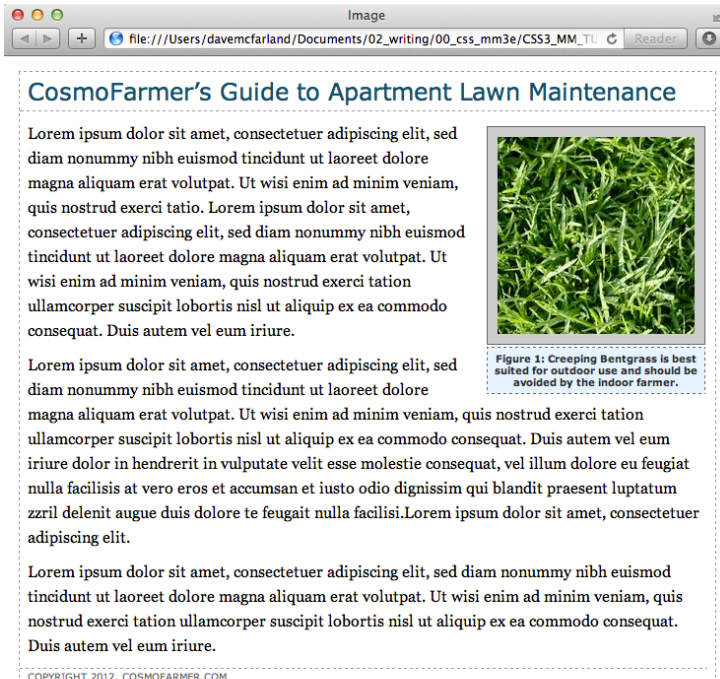 Image
file:///Users/davemcfarland/Documents/02_writing/00_css_mm3e/CSS3_MM_TU
Reader
CosmoFarmer's Guide to Apartment Lawn Maintenance
Lorem ipsum dolor sit amet, consectetuer adipiscing elit, sed
diam nonummy nibh euismod tincidunt ut laoreet dolore
magna aliquam erat volutpat. Ut wisi enim ad minim veniam,
quis nostrud exerci tatio. Lorem ipsum dolor sit amet,
consectetuer adipiscing elit, sed diam nonummy nibh euismod
tincidunt ut laoreet dolore magna aliquam erat volutpat. Ut
wisi enim ad minim veniam, quis nostrud exerci tation
ullamcorper suscipit lobortis nisl ut aliquip ex ea commodo
consequat. Duis autem vel eum iriure.
Figure 1: Creeping Bentgrass is best
suited for outdoor use and should be
avoided by the indoor farmer.
Lorem ipsum dolor sit amet, consectetuer adipiscing elit, sed
diam nonummy nibh euismod tincidunt ut laoreet dolore
magna aliquam erat volutpat. Ut wisi enim ad minim veniam, quis nostrud exerci tation
ullamcorper suscipit lobortis nisl ut aliquip ex ea commodo consequat. Duis autem vel eum
iriure dolor in hendrerit in vulputate velit esse molestie consequat, vel illum dolore eu feugiat
nulla facilisis at vero eros et accumsan et iusto odio dignissim qui blandit praesent luptatum
zzril delenit augue duis dolore te feugait nulla facilisi.Lorem ipsum dolor sit amet, consectetuer
adipiscing elit.
Lorem ipsum dolor sit amet, consectetuer adipiscing elit, sed diam nonummy nibh euismod
tincidunt ut laoreet dolore magna aliquam erat volutpat. Ut wisi enim ad minim veniam, quis
nostrud exerci tation ullamcorper suscipit lobortis nisl ut aliquip ex ea commodo consequat.
Duis autem vel eum iriure.
COPYRIGHT 2012, COSMOFARMER.COM